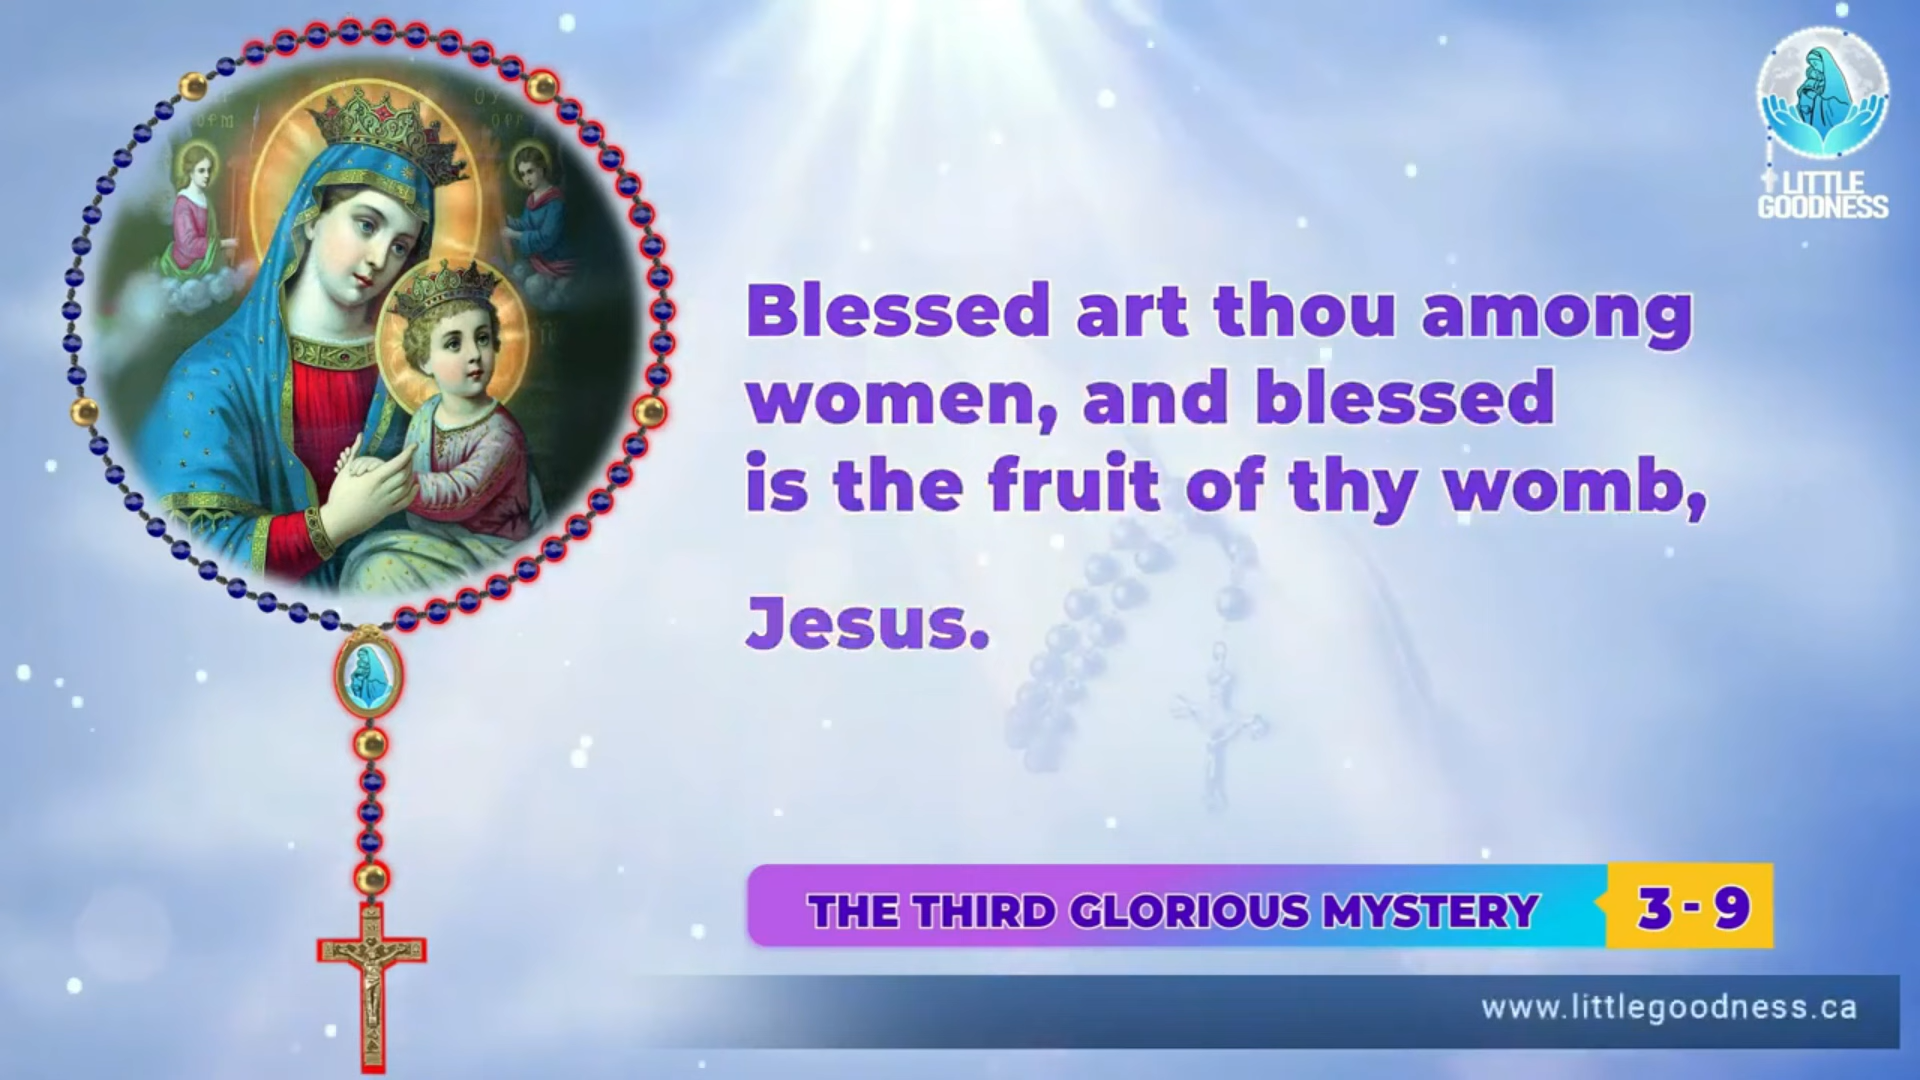 LITTLE
GOODNESS
Blessed art thou among
women, and blessed
is the fruit of thy womb,
Jesus.
THE THIRD GLORIOUS MYSTERY
3 - 9
www.littlegoodness.ca